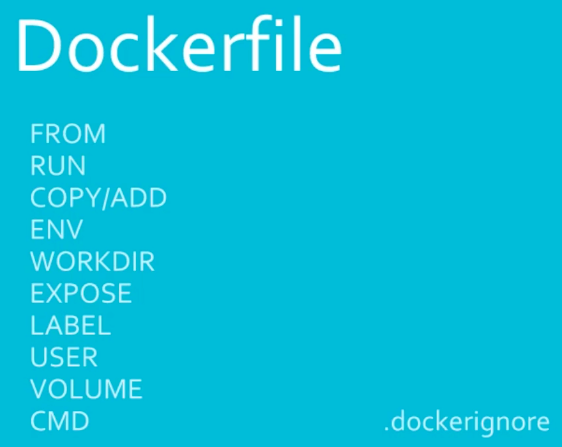 Dockerfile
FROM
RUN
COPY/ADD
ENV
WORKDIR
EXPOSE
LABEL
USER
VOLUME
CMD
.dockerignore